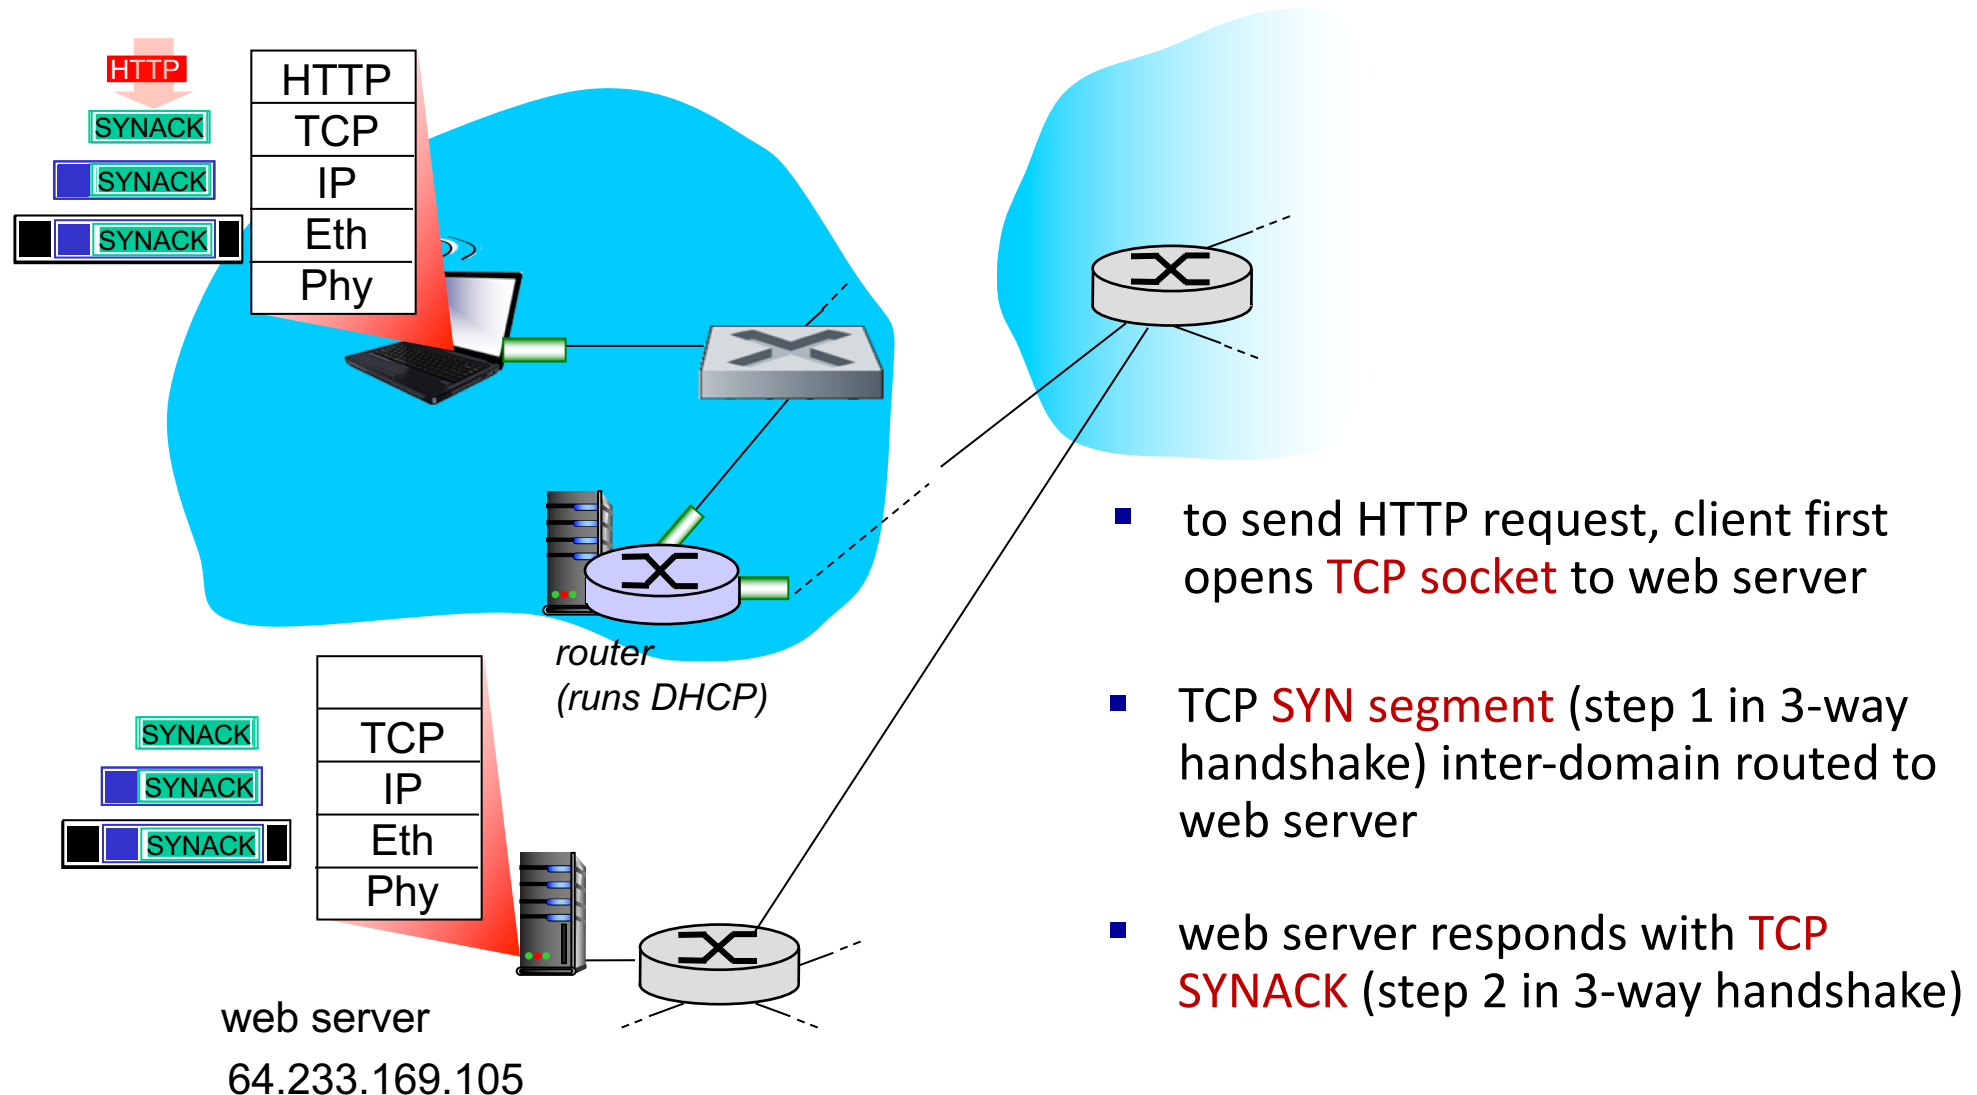 HTTP
SYNACK
SYNACK
SYNACK
HTTP
TCP
IP
Eth
Phy
router
(runs DHCP)
SYNACK
SYNACK
SYNACK
TCP
IP
Eth
Phy
web server
64.233.169.105
to send HTTP request, client first
opens TCP socket to web server
TCP SYN segment (step 1 in 3-way
handshake) inter-domain routed to
web server
web server responds with TCP
SYNACK (step 2 in 3-way handshake)